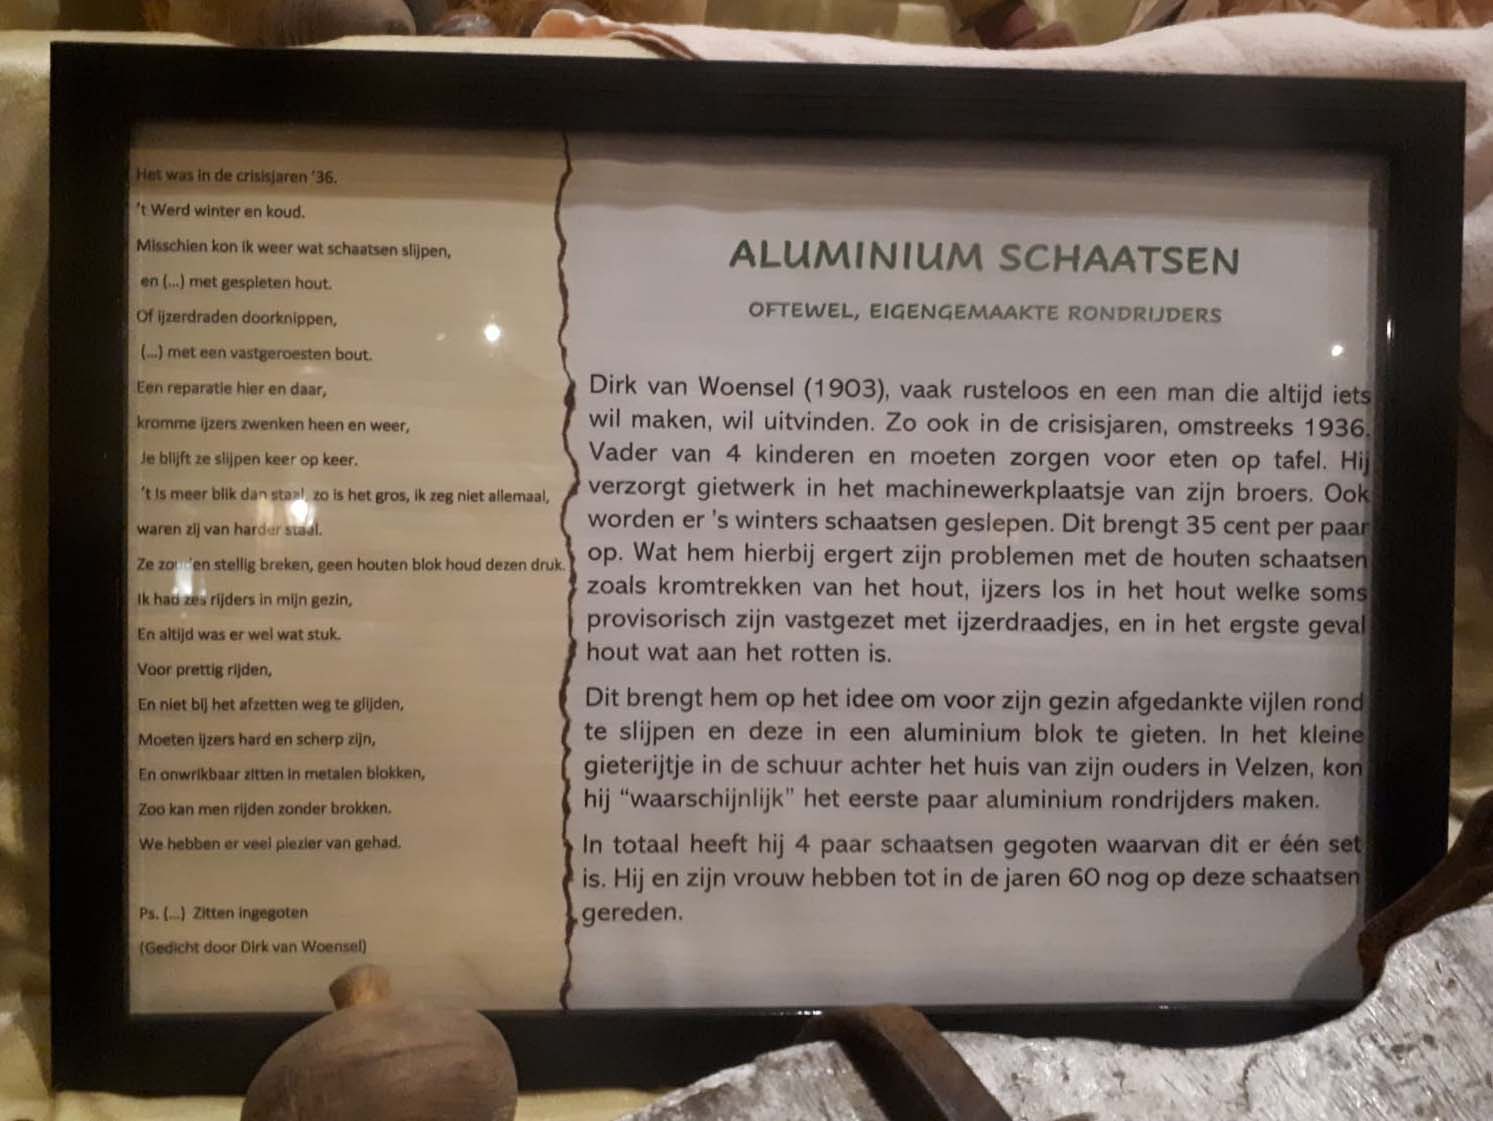 Het was in de crisisjaren '36.
't Werd winter en koud.
Misschien kon ik weer wat schaatsen slijpen,
en (...) met gespleten hout.
Of ijzerdraden doorknippen,
(...) met een vastgeroesten bout.
Een reparatie hier en daar,
kromme ijzers zwenken heen en weer,
Je blijft ze slijpen keer op keer.
't Is meer blik dan staal, zo is het gros, ik zeg niet allemaal,
waren zij van harder staal.
Ze zouden stellig breken, geen houten blok houd dezen druk.
Ik had zes rijders in mijn gezin,
En altijd was er wel wat stuk.
Voor prettig rijden,
En niet bij het afzetten weg te glijden,
Moeten ijzers hard en scherp zijn,
En onwrikbaar zitten in metalen blokken,
Zoo kan men rijden zonder brokken.
We hebben er veel plezier van gehad.
Ps. (...) Zitten ingegoten
(Gedicht door Dirk van Woensel)
ALUMINIUM SCHAATSEN
OFTEWEL, EIGENGEMAAKTE RONDRIJDERS
Dirk van Woensel (1903), vaak rusteloos en een man die altijd iets
wil maken, wil uitvinden. Zo ook in de crisisjaren, omstreeks 1936.
Vader van 4 kinderen en moeten zorgen voor eten op tafel. Hij
verzorgt gietwerk in het machinewerkplaatsje van zijn broers. Ook
worden er 's winters schaatsen geslepen. Dit brengt 35 cent per paar
op. Wat hem hierbij ergert zijn problemen met de houten schaatsen
zoals kromtrekken van het hout, ijzers los in het hout welke soms
provisorisch zijn vastgezet met ijzerdraadjes, en in het ergste geval
hout wat aan het rotten is.
Dit brengt hem op het idee om voor zijn gezin afgedankte vijlen rond
te slijpen en deze in een aluminium blok te gieten. In het kleine
gieterijtje in de schuur achter het huis van zijn ouders in Velzen, kon
hij “waarschijnlijk” het eerste paar aluminium rondrijders maken.
In totaal heeft hij 4 paar schaatsen gegoten waarvan dit er één set
is. Hij en zijn vrouw hebben tot in de jaren 60 nog op deze schaatsen
gereden.